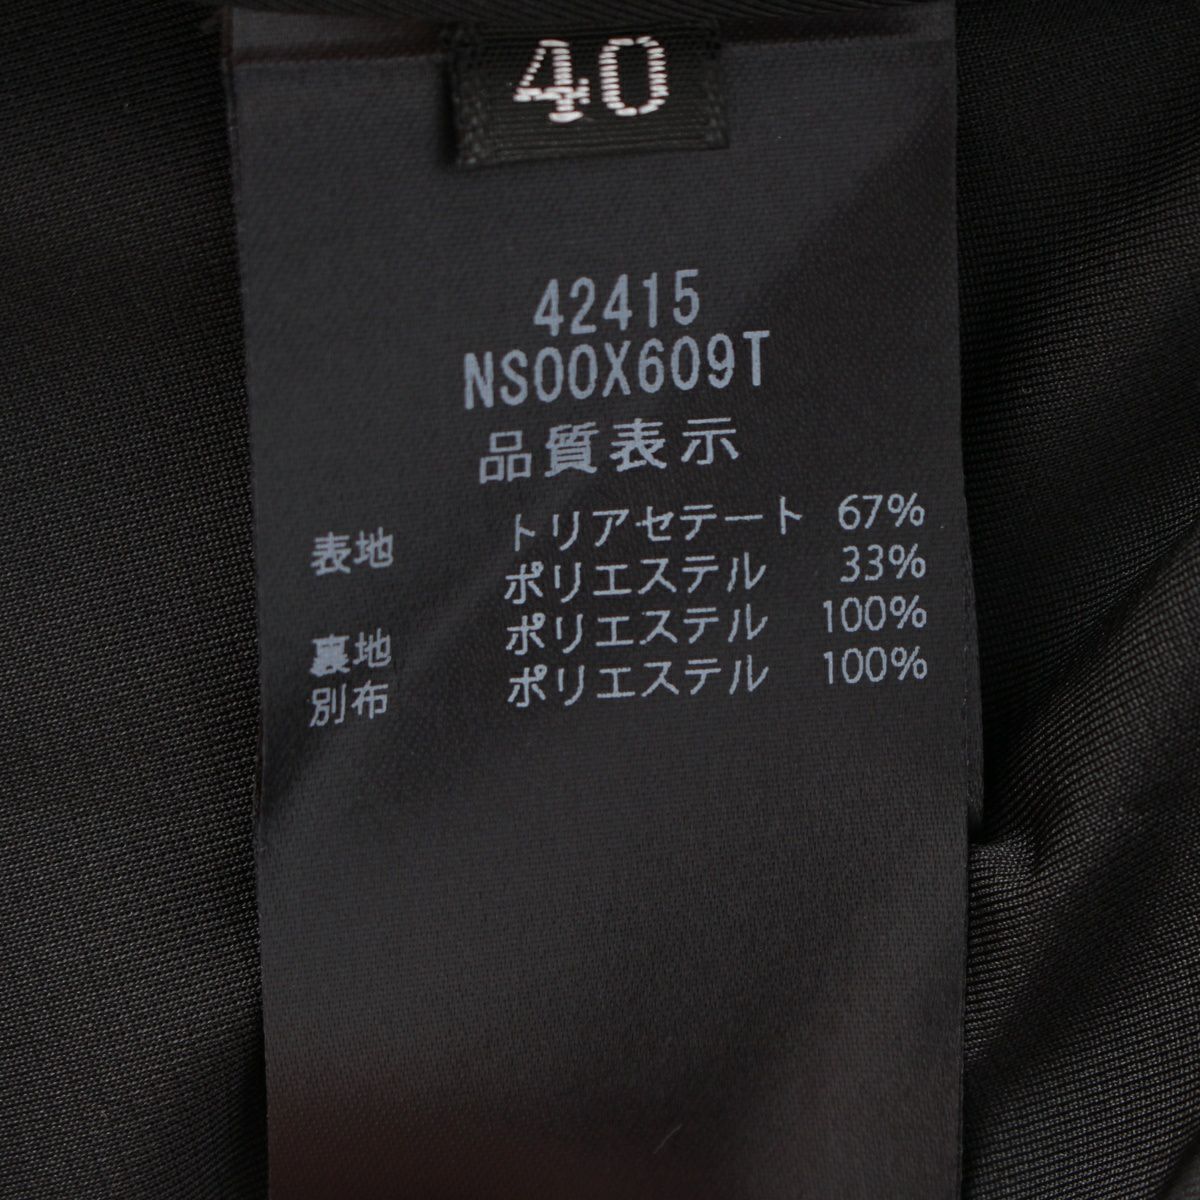 40
42415
NS00X609T
品質表示
表地 トリアセテート 67%
ポリエステル 33%
裏地 ポリエステル 100%
別布 ポリエステル 100%